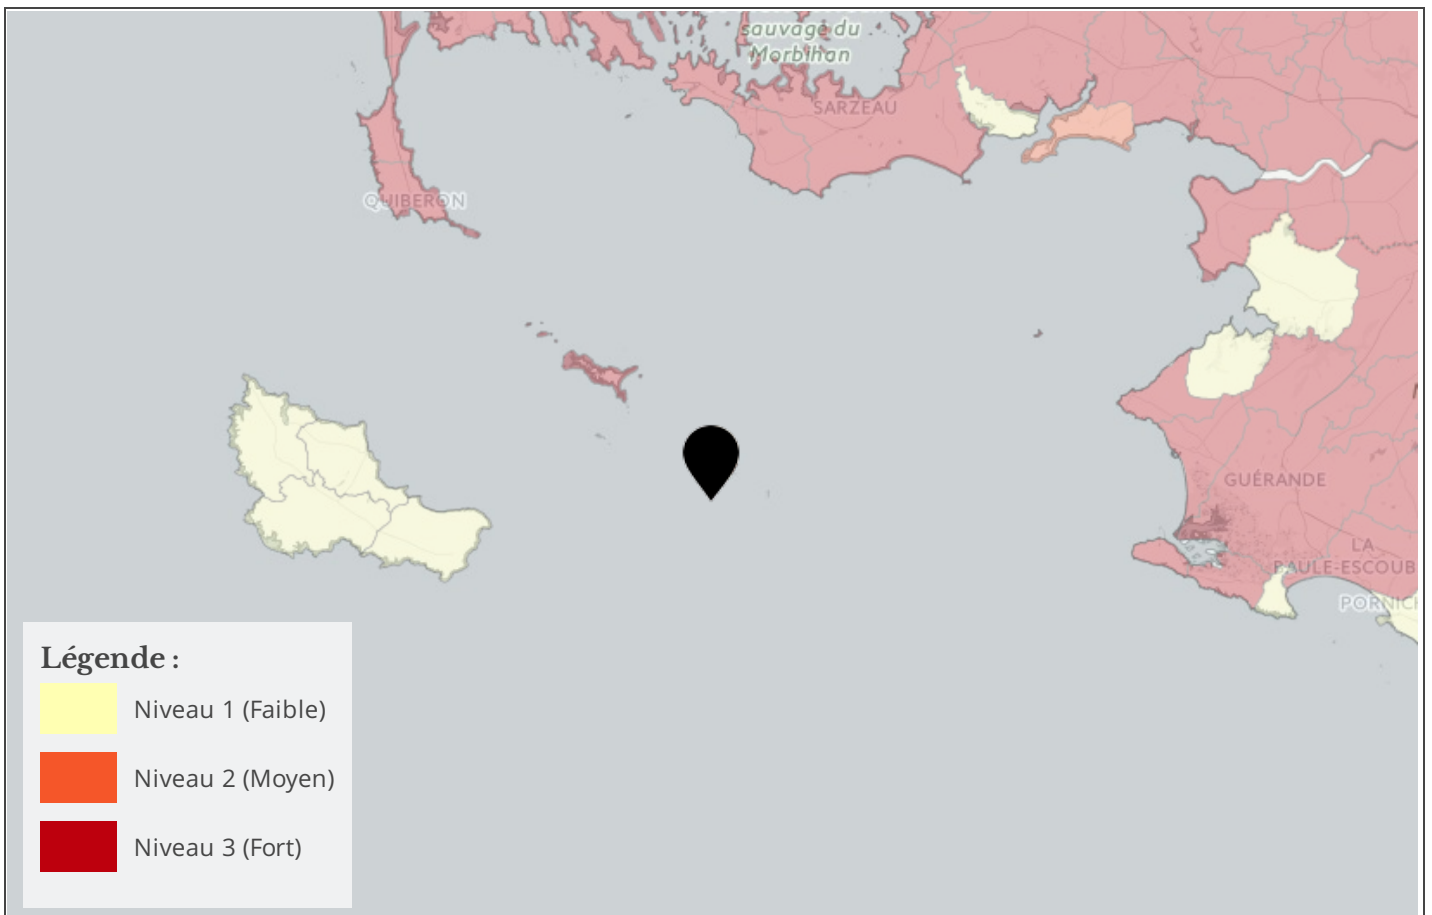 sauvage du
Morbihan
SARZEAU
QUIBERON
GUÉRANDE
LA
BAULE-ESCOUB
PORNICH
Légende :
Niveau 1 (Faible)
Niveau 2 (Moyen)
Niveau 3 (Fort)